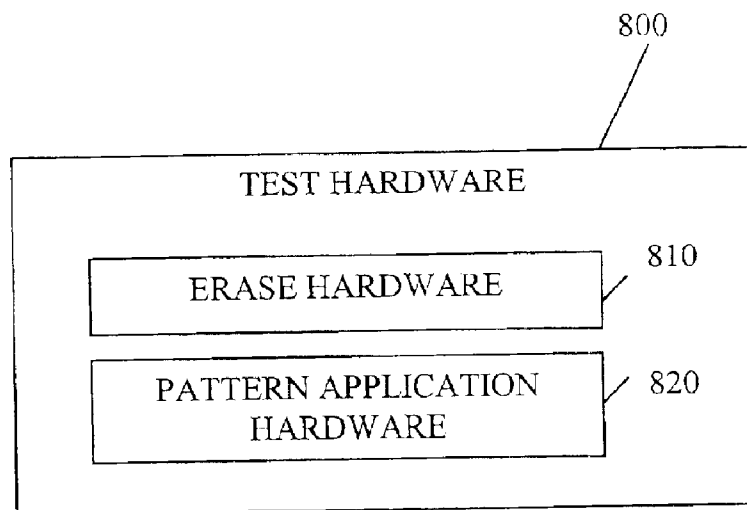 800
TEST HARDWARE
ERASE HARDWARE
810
PATTERN APPLICATION
HARDWARE
820